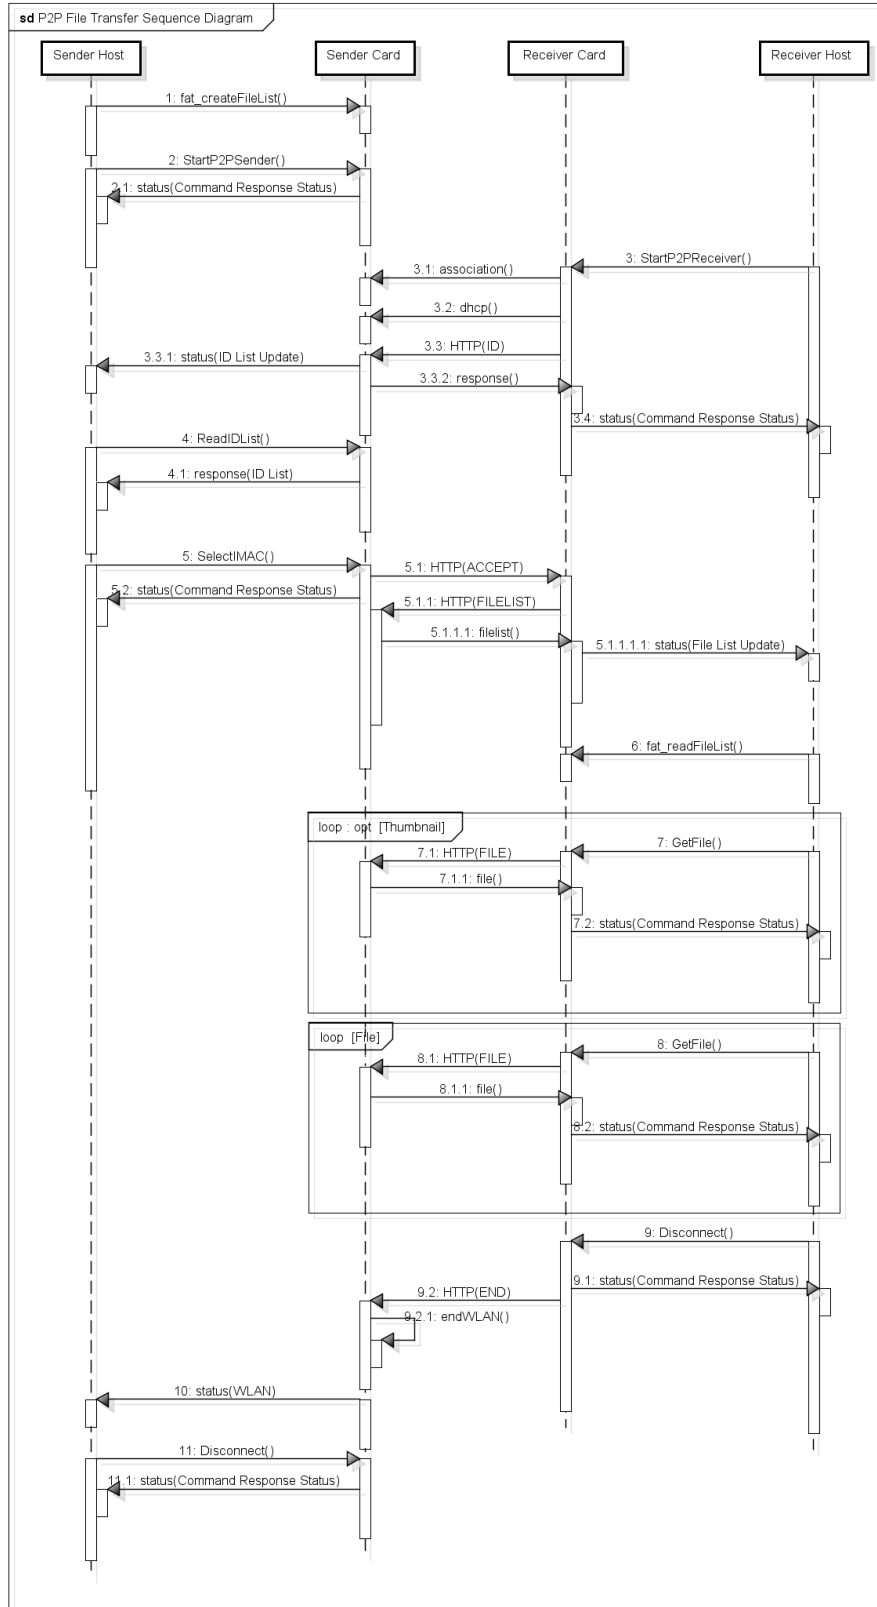 sd P2P File Transfer Sequence Diagram
Sender Host
Sender Card
Receiver Card
Receiver Host
1: fat_createFileList()
2: StartP2PSender()
2.1: status(Command Response Status)
3: StartP2PReceiver()
3.1: association()
3.2: dhcp()
3.3: HTTP(ID)
3.3.1: status(ID List Update)
3.3.2: response()
3.4: status(Command Response Status)
4: ReadIDList()
4.1: response(ID List)
5: SelectIMAC()
5.1: HTTP(ACCEPT)
5.2: status(Command Response Status)
5.1.1: HTTP(FILELIST)
5.1.1.1: filelist()
5.1.1.1.1: status(File List Update)
6: fat_readFileList()
loop : opt [Thumbnail]
7: GetFile()
7.1: HTTP(FILE)
7.1.1: file()
7.2: status(Command Response Status)
loop [File]
8: GetFile()
8.1: HTTP(FILE)
8.1.1: file()
8.2: status(Command Response Status)
9: Disconnect()
9.1: status(Command Response Status)
9.2: HTTP(END)
9.2.1: endWLAN()
10: status(WLAN)
11: Disconnect()
11.1: status(Command Response Status)